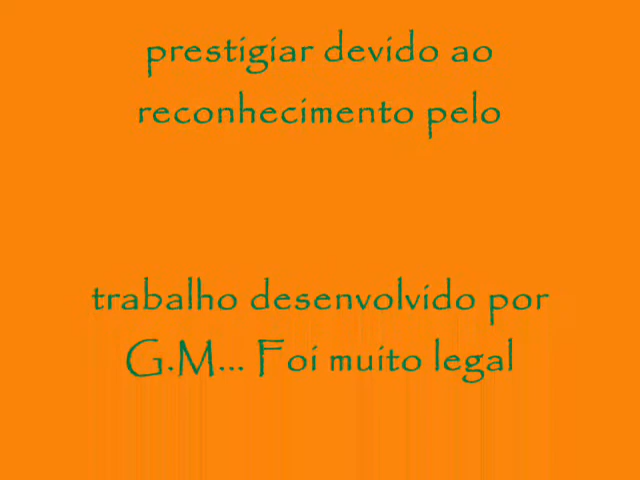 prestigiar devido ao
reconhecimento pelo
trabalho desenvolvido por
G.M... Foi muito legal